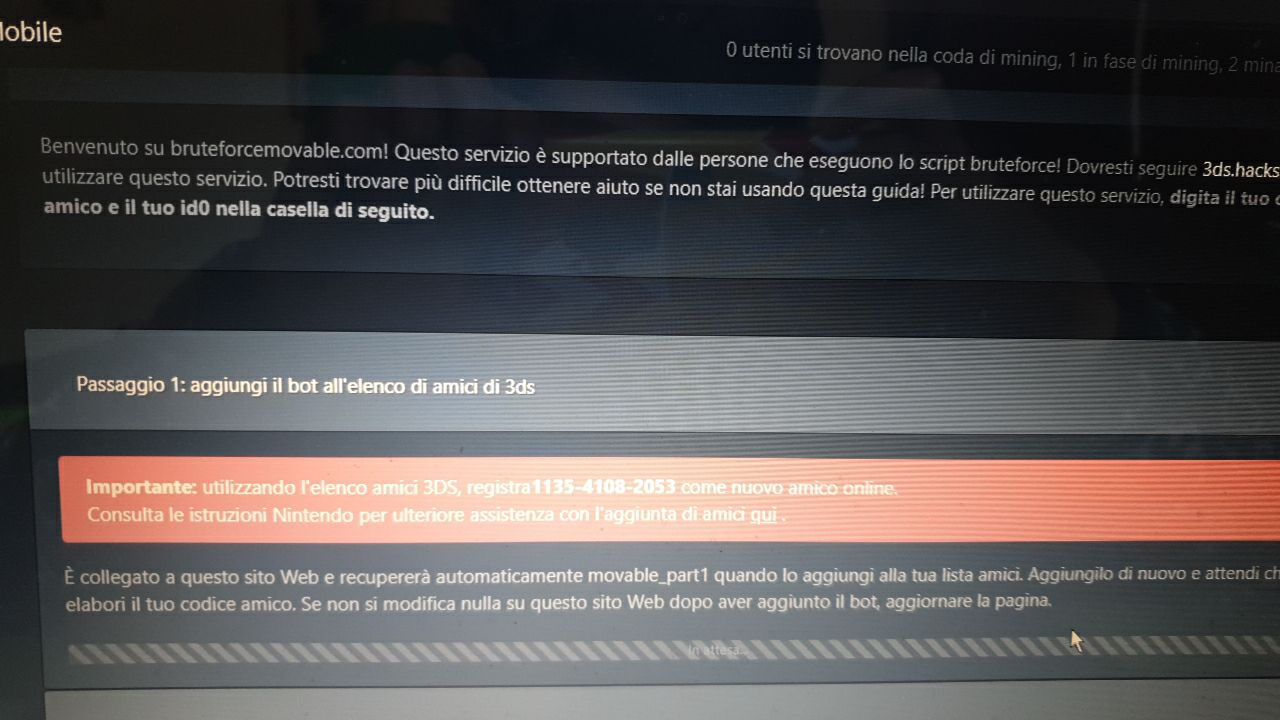 lobile
0 utenti si trovano nella coda di mining, 1 in fase di mining, 2 mina
Benvenuto su bruteforcemovable.com! Questo servizio è supportato dalle persone che eseguono lo script bruteforce! Dovresti seguire 3ds.hacks
utilizzare questo servizio. Potresti trovare più difficile ottenere aiuto se non stai usando questa guida! Per utilizzare questo servizio, digita il tuo c
amico e il tuo id0 nella casella di seguito.
Passaggio 1: aggiungi il bot all'elenco di amici di 3ds
Importante: utilizzando l'elenco amici 3DS, registra1135-4108-2053 come nuovo amico online.
Consulta le istruzioni Nintendo per ulteriore assistenza con l'aggiunta di amici qui .
È collegato a questo sito Web e recupererà automaticamente movable_part1 quando lo aggiungi alla tua lista amici. Aggiungilo di nuovo e attendi ch
elabori il tuo codice amico. Se non si modifica nulla su questo sito Web dopo aver aggiunto il bot, aggiornare la pagina.
In attesa...